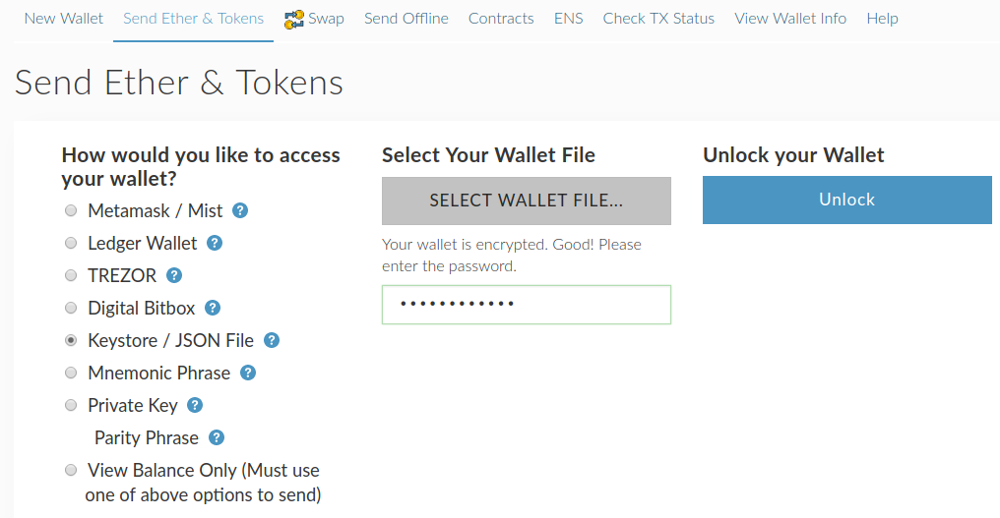 New Wallet Send Ether & Tokens Swap Send Offline Contracts ENS Check TX Status View Wallet Info Help
Send Ether & Tokens
How would you like to access
your wallet?
Metamask / Mist ?
Ledger Wallet ?
TREZOR ?
Digital Bitbox ?
Keystore / JSON File ?
Mnemonic Phrase ?
Private Key ?
Parity Phrase ?
View Balance Only (Must use
one of above options to send)
Select Your Wallet File
SELECT WALLET FILE...
Your wallet is encrypted. Good! Please
enter the password.
••••••••••••
Unlock your Wallet
Unlock